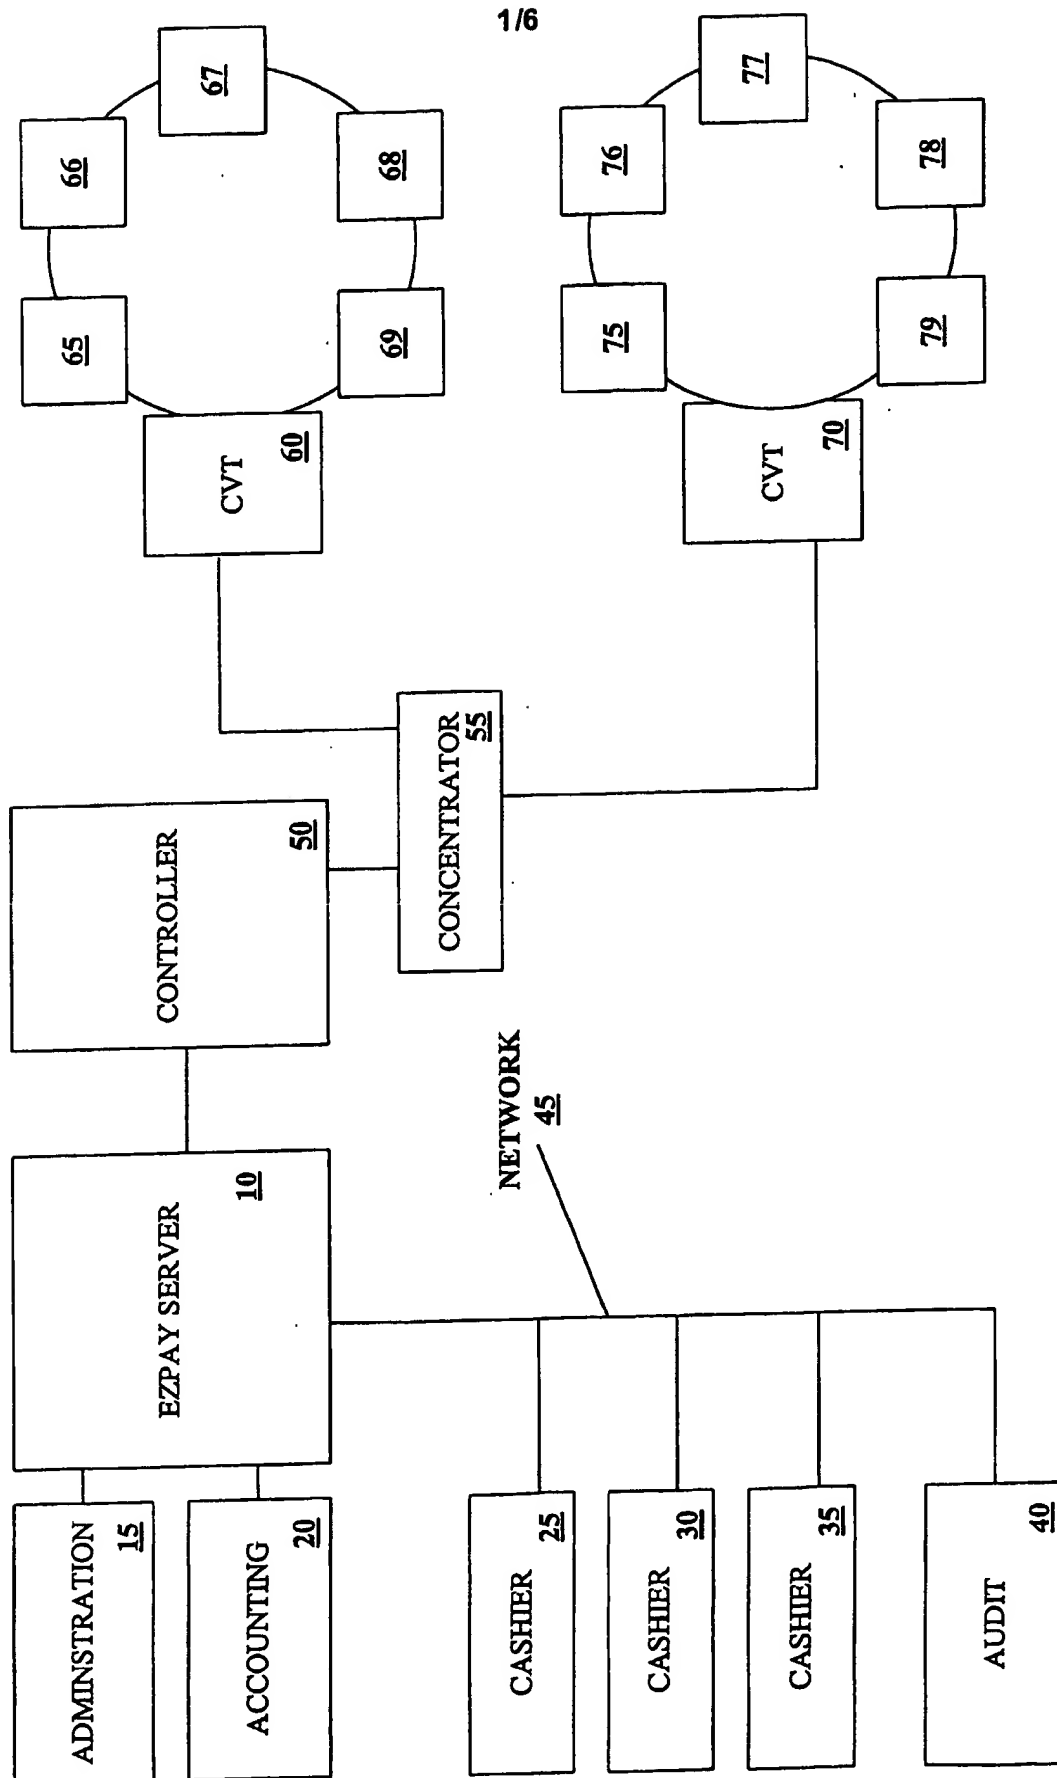 1/6
ADMINSTRATION
15
ACCOUNTING
20
EZPAY SERVER
10
CONTROLLER
50
CASHIER
25
CASHIER
30
CASHIER
35
AUDIT
40
NETWORK
45
CONCENTRATOR
55
CVT
60
65
66
67
68
69
CVT
70
75
76
77
78
79